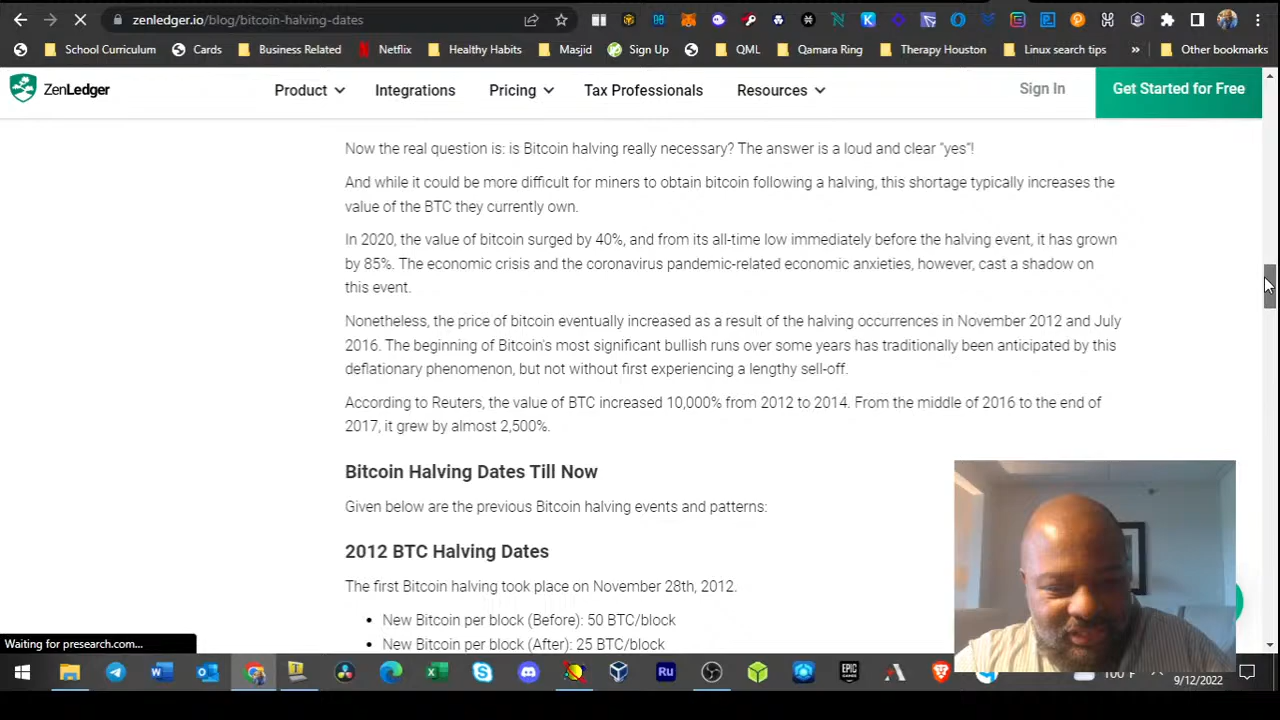 zenledger.io/blog/bitcoin-halving-dates
School Curriculum Cards Business Related Netflix Healthy Habits Masjid Sign Up QML Qamara Ring Therapy Houston Linux search tips » Other bookmarks
ZenLedger Product Integrations Pricing Tax Professionals Resources Sign In Get Started for Free
Now the real question is: is Bitcoin halving really necessary? The answer is a loud and clear “yes”!
And while it could be more difficult for miners to obtain bitcoin following a halving, this shortage typically increases the
value of the BTC they currently own.
In 2020, the value of bitcoin surged by 40%, and from its all-time low immediately before the halving event, it has grown
by 85%. The economic crisis and the coronavirus pandemic-related economic anxieties, however, cast a shadow on
this event.
Nonetheless, the price of bitcoin eventually increased as a result of the halving occurrences in November 2012 and July
2016. The beginning of Bitcoin's most significant bullish runs over some years has traditionally been anticipated by this
deflationary phenomenon, but not without first experiencing a lengthy sell-off.
According to Reuters, the value of BTC increased 10,000% from 2012 to 2014. From the middle of 2016 to the end of
2017, it grew by almost 2,500%.
Bitcoin Halving Dates Till Now
Given below are the previous Bitcoin halving events and patterns:
2012 BTC Halving Dates
The first Bitcoin halving took place on November 28th, 2012.
• New Bitcoin per block (Before): 50 BTC/block
• New Bitcoin per block (After): 25 BTC/block
Waiting for presearch.com...
9/12/2022